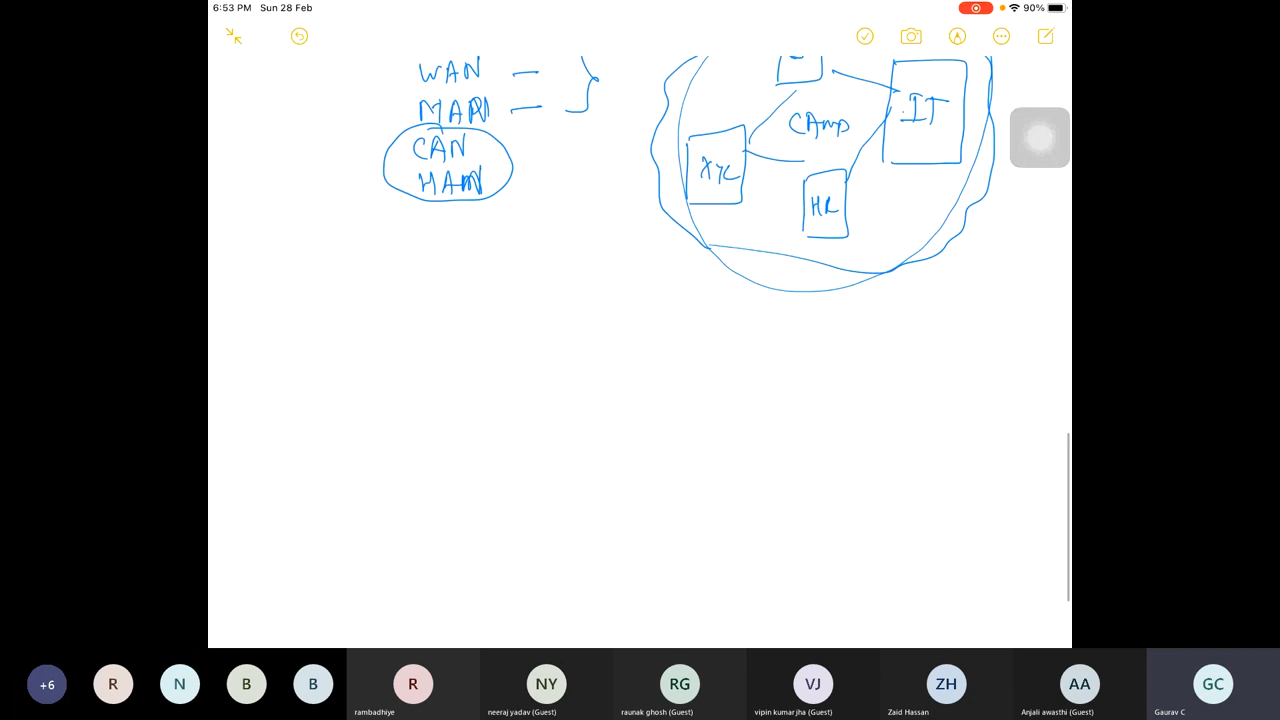 6:53 PM Sun 28 Feb
90%
WAN —
MAN —
CAN
HAN
CAmp
IT
XYC
HR
+6
R
N
B
B
R
NY
RG
VJ
ZH
AA
GC
rambadhiye
neeraj yadav (Guest)
raunak ghosh (Guest)
vipin kumar jha (Guest)
Zaid Hassan
Anjali awasthi (Guest)
Gaurav C